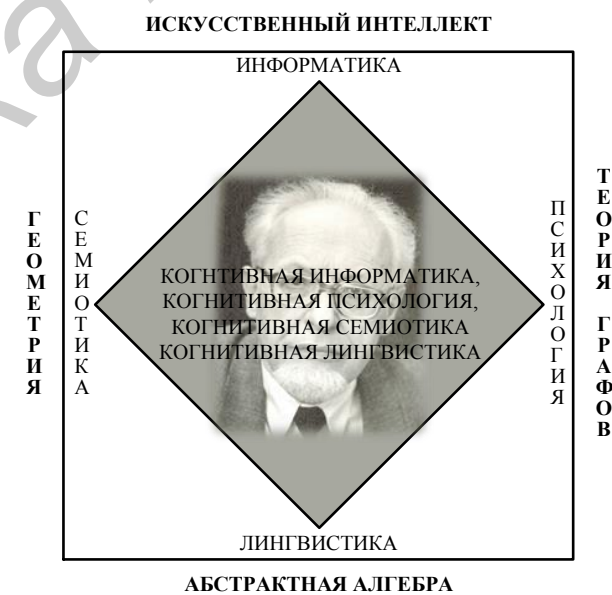 ИСКУССТВЕННЫЙ ИНТЕЛЛЕКТ
ИНФОРМАТИКА
ГЕОМЕТРИЯ
СЕМИОТИКА
КОГНТИВНАЯ ИНФОРМАТИКА,
КОГНИТИВНАЯ ПСИХОЛОГИЯ,
КОГНИТИВНАЯ СЕМИОТИКА
КОГНИТИВНАЯ ЛИНГВИСТИКА
ПСИХОЛОГИЯ
ТЕОРИЯ ГРАФОВ
ЛИНГВИСТИКА
АБСТРАКТНАЯ АЛГЕБРА